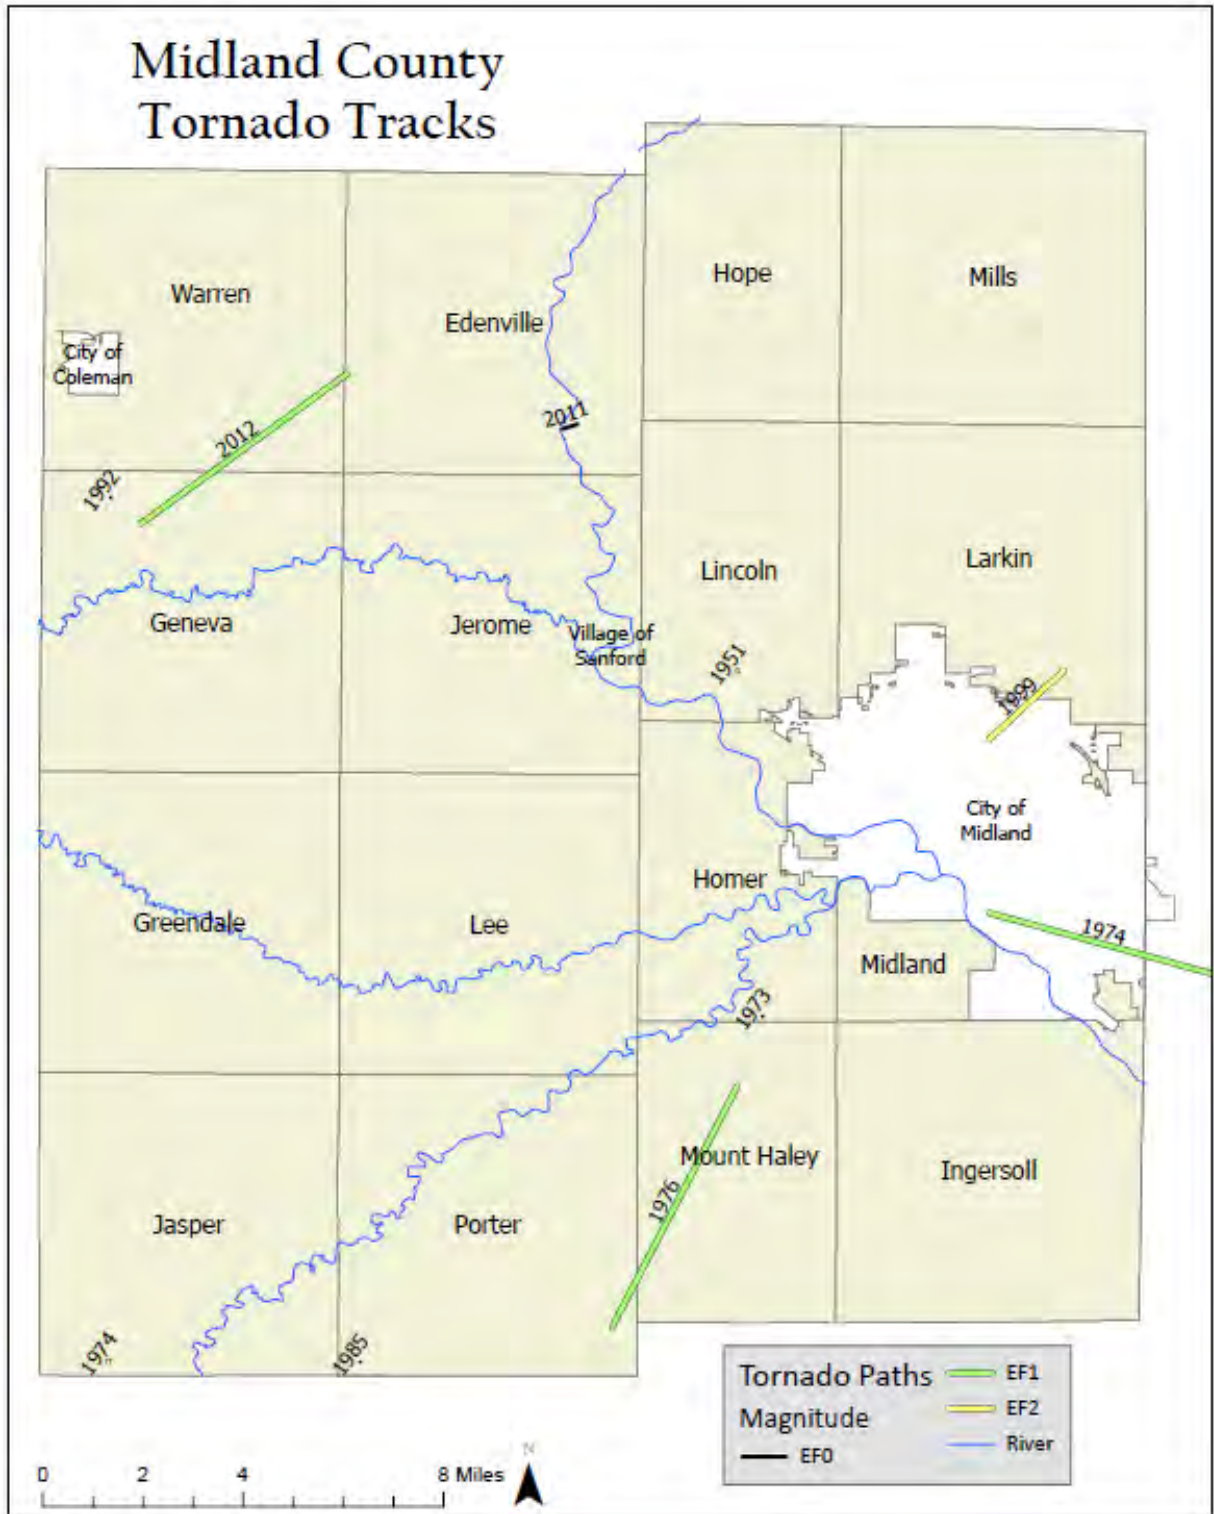 Midland County
Tornado Tracks
Hope
Mills
Warren
Edenville
City of
Coleman
2011
2012
1992
Lincoln
Larkin
Geneva
Jerome
Village of
Sanford
1951
1999
City of
Midland
Homer
Greendale
Lee
1974
Midland
1973
Mount Haley
Ingersoll
1976
Jasper
Porter
1974
1985
Tornado Paths
Magnitude
EF0
EF1
EF2
River
N
0 2 4 8 Miles